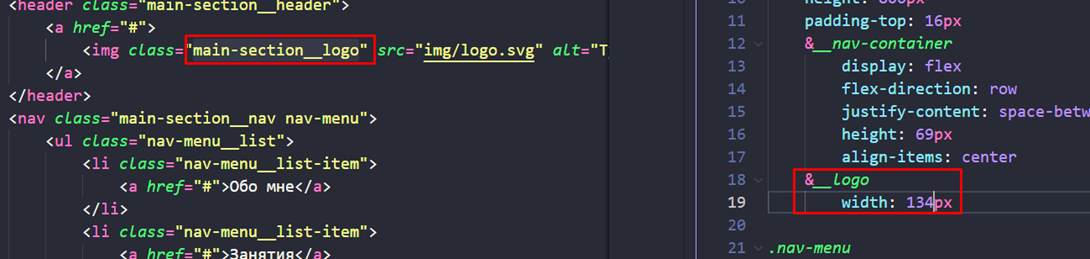 <header class="main-section__header">
<a href="#">
<img class="main-section__logo" src="img/logo.svg" alt="T
</a>
</header>
<nav class="main-section__nav nav-menu">
<ul class="nav-menu__list">
<li class="nav-menu__list-item">
<a href="#">Обо мне</a>
</li>
<li class="nav-menu__list-item">
<a href="#">Занятия</a>
10 height: 800px
11 padding-top: 16px
12 &__nav-container
13 display: flex
14 flex-direction: row
15 justify-content: space-betw
16 height: 69px
17 align-items: center
18 &__logo
19 width: 134px
20
21 .nav-menu